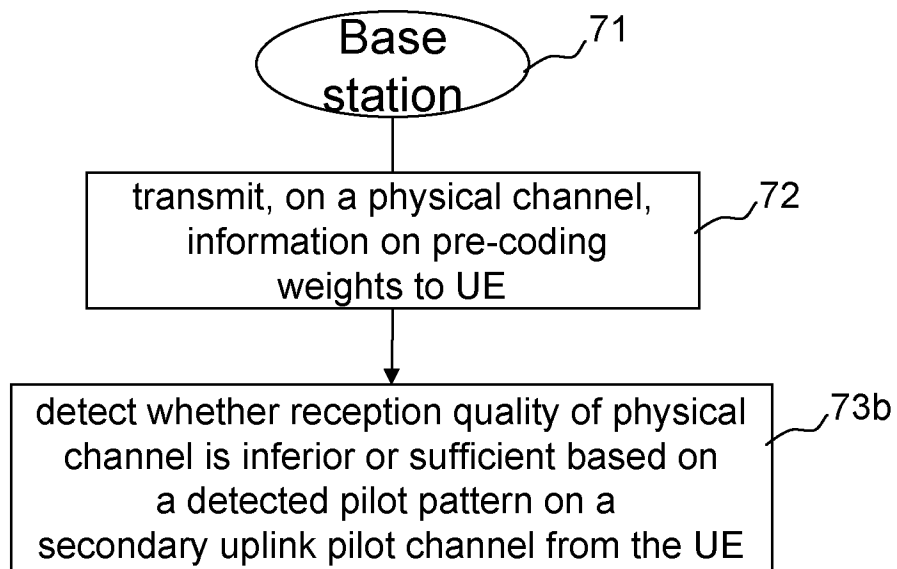 Base
station
71
transmit, on a physical channel,
information on pre-coding
weights to UE
72
detect whether reception quality of physical
channel is inferior or sufficient based on
a detected pilot pattern on a
secondary uplink pilot channel from the UE
73b